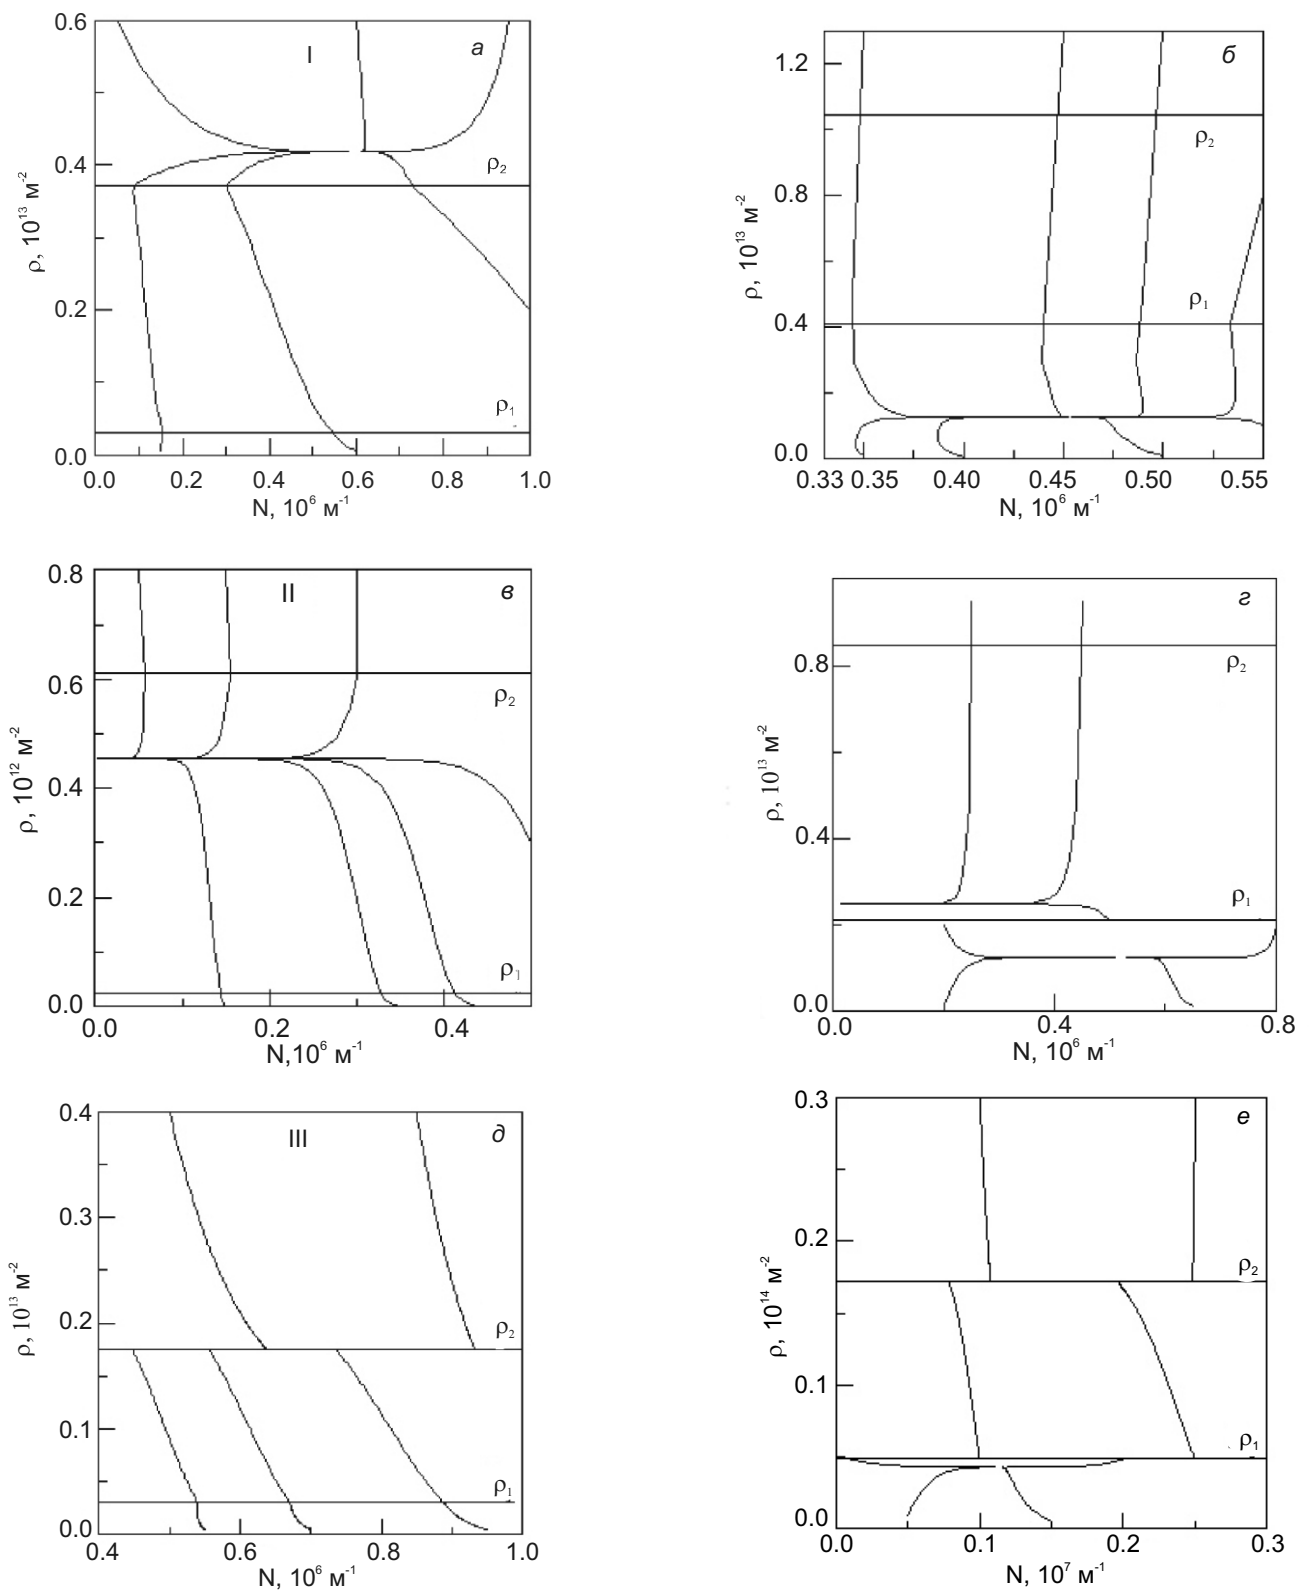 0.6
I
а
0.4
ρ₂
ρ, 10¹³ м⁻²
0.2
ρ₁
0.0
0.0 0.2 0.4 0.6 0.8 1.0
N, 10⁶ м⁻¹
б
1.2
ρ₂
0.8
ρ, 10¹³ м⁻²
ρ₁
0.4
0.0
0.33 0.35 0.40 0.45 0.50 0.55
N, 10⁶ м⁻¹
0.8
II
в
0.6
ρ₂
ρ, 10¹² м⁻²
0.4
0.2
ρ₁
0.0
0.0 0.2 0.4
N,10⁶ м⁻¹
г
0.8
ρ₂
ρ, 10¹³ м⁻²
0.4
ρ₁
0.0
0.0 0.4 0.8
N, 10⁶ м⁻¹
0.4
III
д
0.3
ρ, 10¹³ м⁻²
0.2
ρ₂
0.1
ρ₁
0.0
0.4 0.6 0.8 1.0
N, 10⁶ м⁻¹
0.3
е
0.2
ρ₂
ρ, 10¹⁴ м⁻²
0.1
ρ₁
0.0
0.0 0.1 0.2 0.3
N, 10⁷ м⁻¹